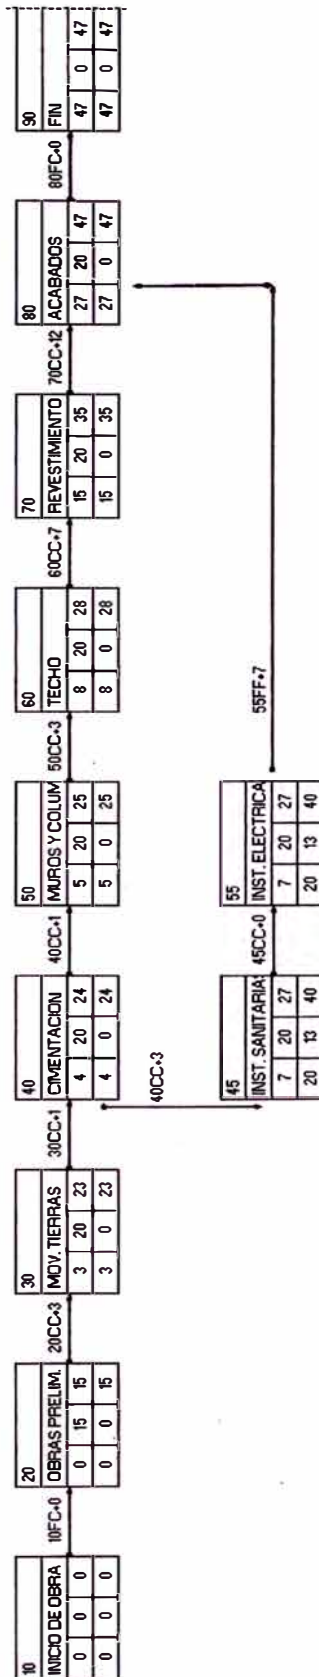 10
INICIO DE OBRA
0 0 0
0 0 0
10FC+0
20
OBRAS PRELIM.
0 15 15
0 0 15
20CC+3
30
MOV. TIERRAS
3 20 23
3 0 23
30CC+1
40
CIMENTACION
4 20 24
4 0 24
40CC+1
50
MUROS Y COLUM
5 20 25
5 0 25
50CC+3
60
TECHO
8 20 28
8 0 28
60CC+7
70
REVESTIMIENTO
15 20 35
15 0 35
70CC+12
80
ACABADOS
27 20 47
27 0 47
80FC+0
90
FIN
47 0 47
47 0 47
40CC+3
45
INST. SANITARIA:
7 20 27
20 13 40
45CC+0
55
INST. ELECTRICA
7 20 27
20 13 40
55FF+7